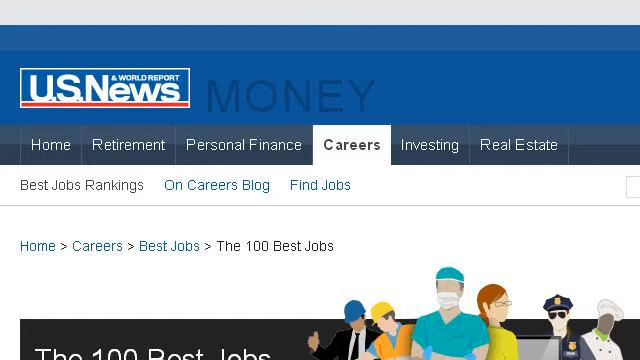 U.S.News & WORLD REPORT MONEY
Home Retirement Personal Finance Careers Investing Real Estate
Best Jobs Rankings On Careers Blog Find Jobs
Home > Careers > Best Jobs > The 100 Best Jobs
The 100 Best Jobs